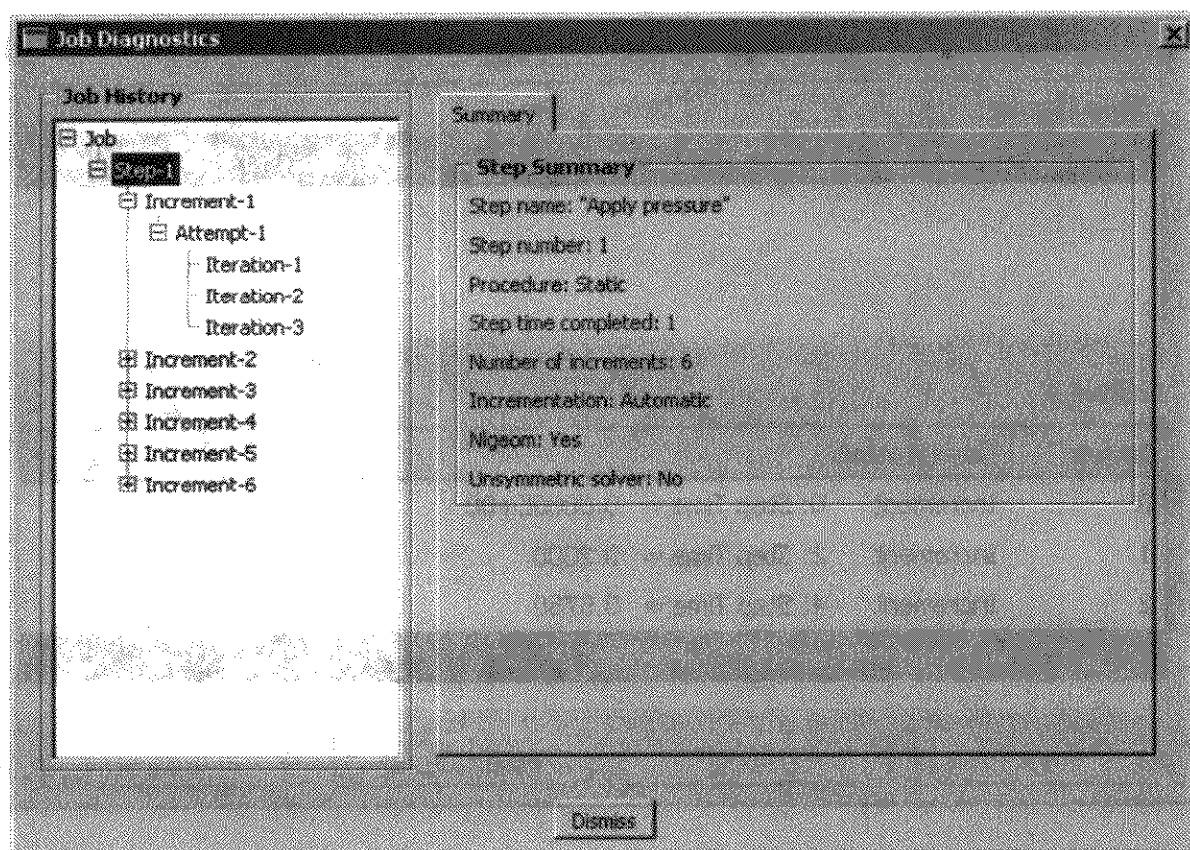 Job Diagnostics
Job History
Job
Step-1
Increment-1
Attempt-1
Iteration-1
Iteration-2
Iteration-3
Increment-2
Increment-3
Increment-4
Increment-5
Increment-6
Summary
Step Summary
Step name: "Apply pressure"
Step number: 1
Procedure: Static
Step time completed: 1
Number of increments: 6
Incrementation: Automatic
Nlgeom: Yes
Unsymmetric solver: No
Dismiss